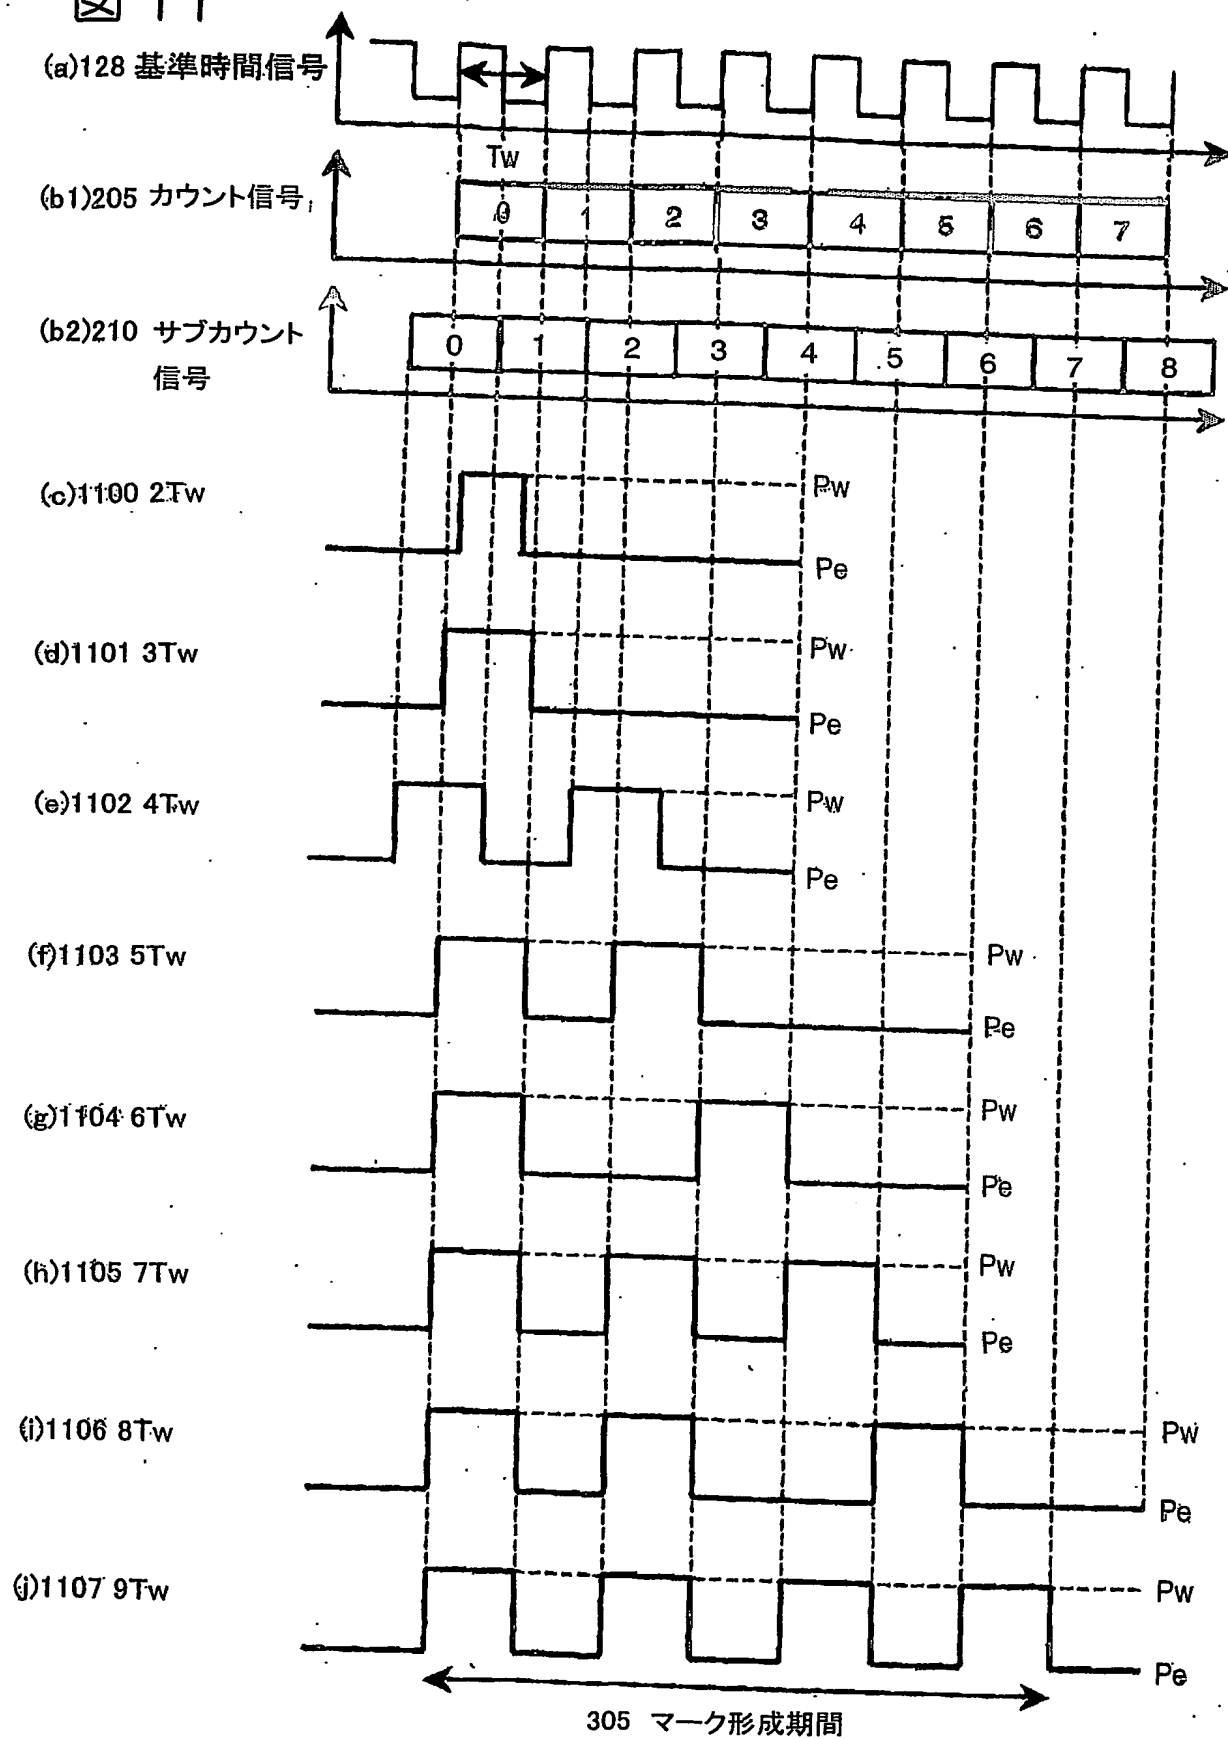 図 11
(a)128 基準時間信号
Tw
(b1)205 カウント信号
0 1 2 3 4 5 6 7
(b2)210 サブカウント
信号
0 1 2 3 4 5 6 7 8
(c)1100 2Tw
Pw
Pe
(d)1101 3Tw
Pw
Pe
(e)1102 4Tw
Pw
Pe
(f)1103 5Tw
Pw
Pe
(g)1104 6Tw
Pw
Pe
(h)1105 7Tw
Pw
Pe
(i)1106 8Tw
Pw
Pe
(j)1107 9Tw
Pw
Pe
305 マーク形成期間